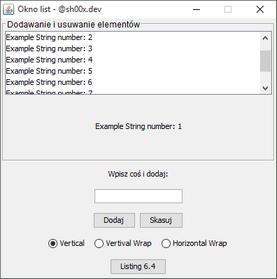 Okno list - @sh00x.dev
Dodawanie i usuwanie elementów
Example String number: 2
Example String number: 3
Example String number: 4
Example String number: 5
Example String number: 6
Example String number: 7
Example String number: 1
Wpisz coś i dodaj:
Dodaj Skasuj
Vertical Vertival Wrap Horizontal Wrap
Listing 6.4